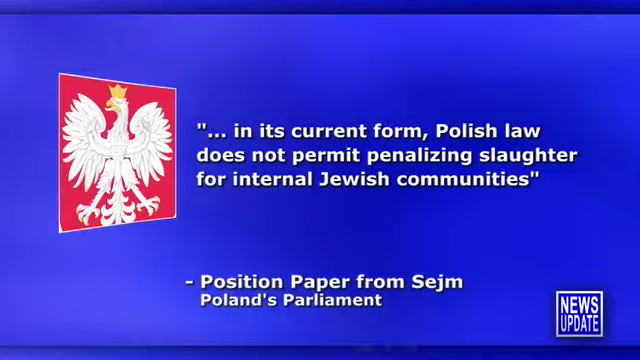 "... in its current form, Polish law
does not permit penalizing slaughter
for internal Jewish communities"
- Position Paper from Sejm
Poland's Parliament
NEWS
UPDATE